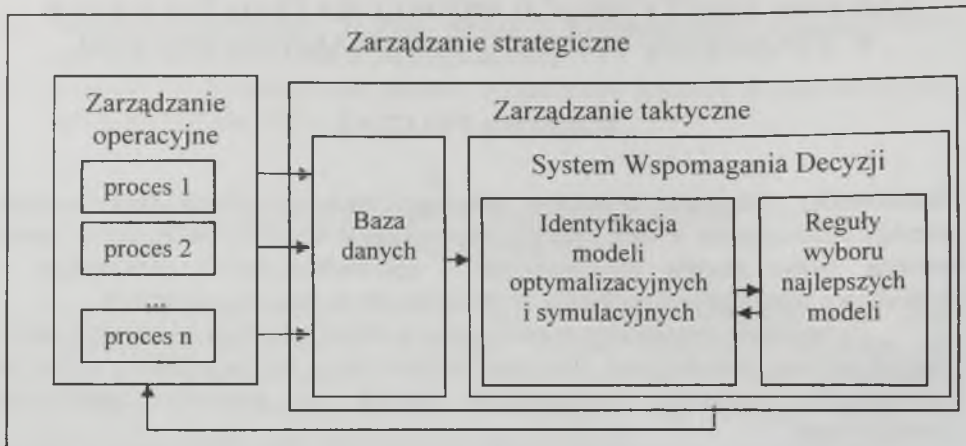 Zarządzanie strategiczne
Zarządzanie
operacyjne
proces 1
proces 2
...
proces n
Zarządzanie taktyczne
Baza
danych
System Wspomagania Decyzji
Identyfikacja
modeli
optymalizacyjnych
i symulacyjnych
Reguły
wyboru
najlepszych
modeli